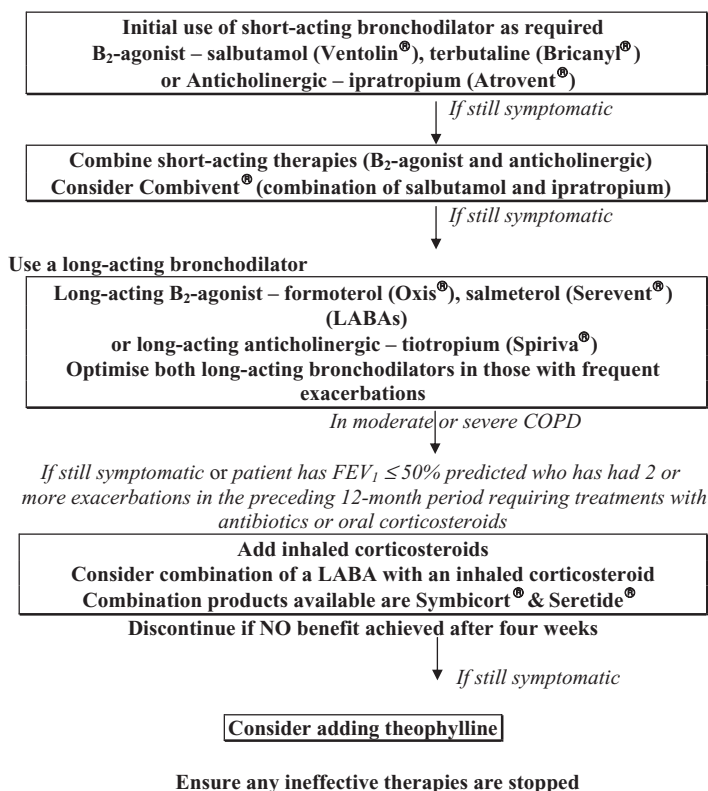 Initial use of short-acting bronchodilator as required
B₂-agonist – salbutamol (Ventolin®), terbutaline (Bricanyl®)
or Anticholinergic – ipratropium (Atrovent®)
If still symptomatic
Combine short-acting therapies (B₂-agonist and anticholinergic)
Consider Combivent® (combination of salbutamol and ipratropium)
If still symptomatic
Use a long-acting bronchodilator
Long-acting B₂-agonist – formoterol (Oxis®), salmeterol (Serevent®)
(LABAs)
or long-acting anticholinergic – tiotropium (Spiriva®)
Optimise both long-acting bronchodilators in those with frequent
exacerbations
In moderate or severe COPD
If still symptomatic or patient has FEV₁ ≤ 50% predicted who has had 2 or
more exacerbations in the preceding 12-month period requiring treatments with
antibiotics or oral corticosteroids
Add inhaled corticosteroids
Consider combination of a LABA with an inhaled corticosteroid
Combination products available are Symbicort® & Seretide®
Discontinue if NO benefit achieved after four weeks
If still symptomatic
Consider adding theophylline
Ensure any ineffective therapies are stopped